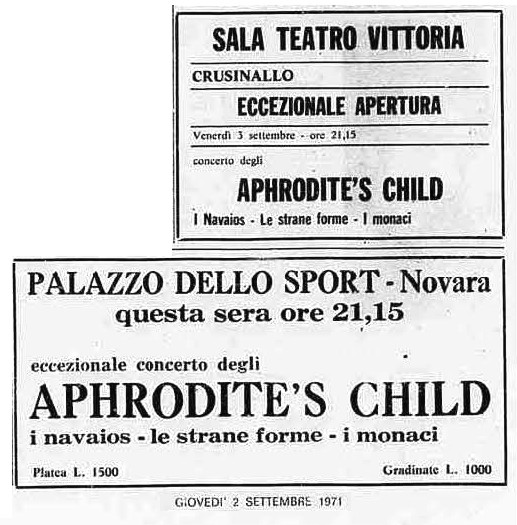 SALA TEATRO VITTORIA
CRUSINALLO
ECCEZIONALE APERTURA
Venerdì 3 settembre - ore 21,15
concerto degli
APHRODITE'S CHILD
I Navaios - Le strane forme - I monaci
PALAZZO DELLO SPORT - Novara
questa sera ore 21,15
eccezionale concerto degli
APHRODITE'S CHILD
i navaios - le strane forme - i monaci
Platea L. 1500 Gradinate L. 1000
GIOVEDI' 2 SETTEMBRE 1971